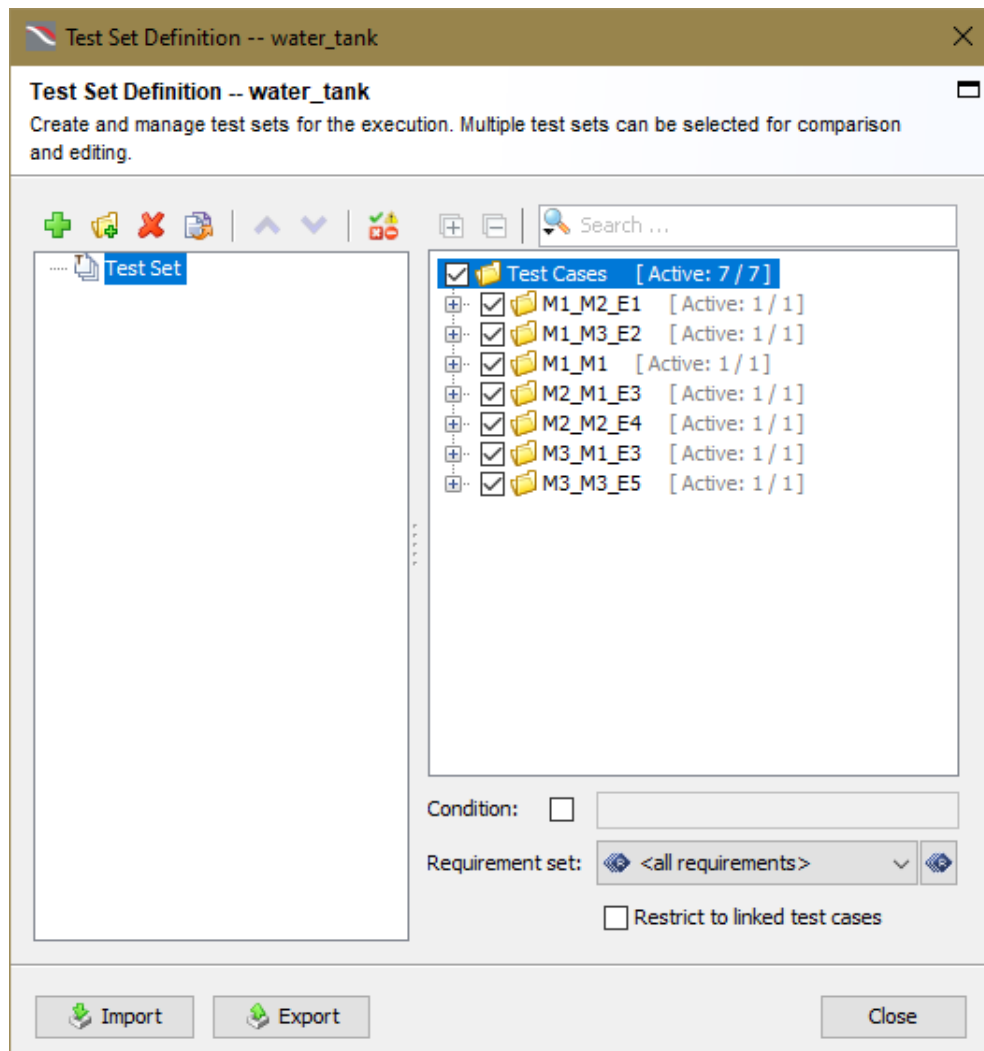 Test Set Definition -- water_tank
Test Set Definition -- water_tank
Create and manage test sets for the execution. Multiple test sets can be selected for comparison
and editing.
Search ...
Test Set
Test Cases [ Active: 7 / 7 ]
M1_M2_E1 [ Active: 1 / 1 ]
M1_M3_E2 [ Active: 1 / 1 ]
M1_M1 [ Active: 1 / 1 ]
M2_M1_E3 [ Active: 1 / 1 ]
M2_M2_E4 [ Active: 1 / 1 ]
M3_M1_E3 [ Active: 1 / 1 ]
M3_M3_E5 [ Active: 1 / 1 ]
Condition:
Requirement set: <all requirements>
Restrict to linked test cases
Import Export Close